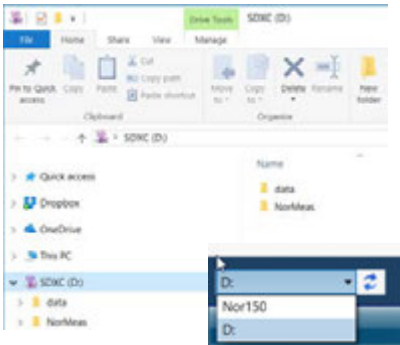 Drive Tools SDXC (D:)
File Home Share View Manage
Pin to Quick access
Copy
Paste
Cut
Copy path
Paste shortcut
Move to
Copy to
Delete
Rename
New folder
Clipboard
Organize
SDXC (D:)
Name
Quick access
data
NorMeas
Dropbox
OneDrive
This PC
SDXC (D:)
data
NorMeas
D:
Nor150
D: